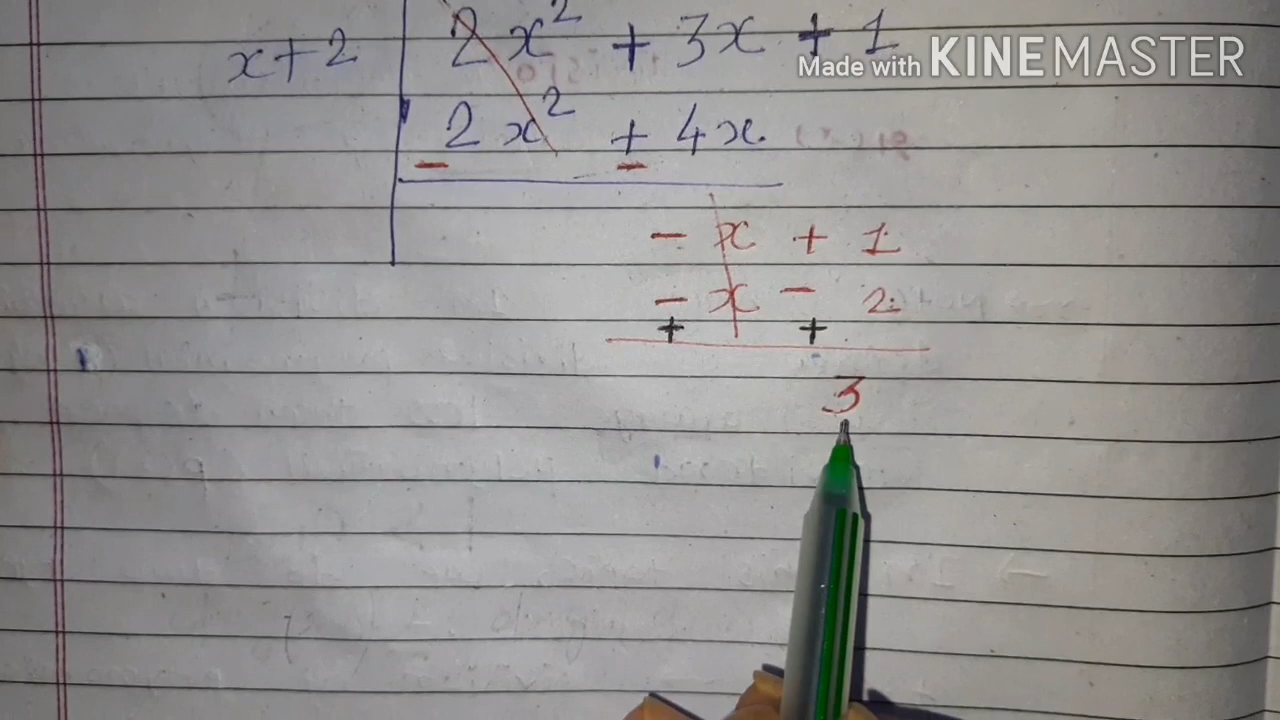 x+2 2x² + 3x + 1
Made with KINEMASTER
2x² + 4x
- -
- x + 1
- x - 2
+ +
3